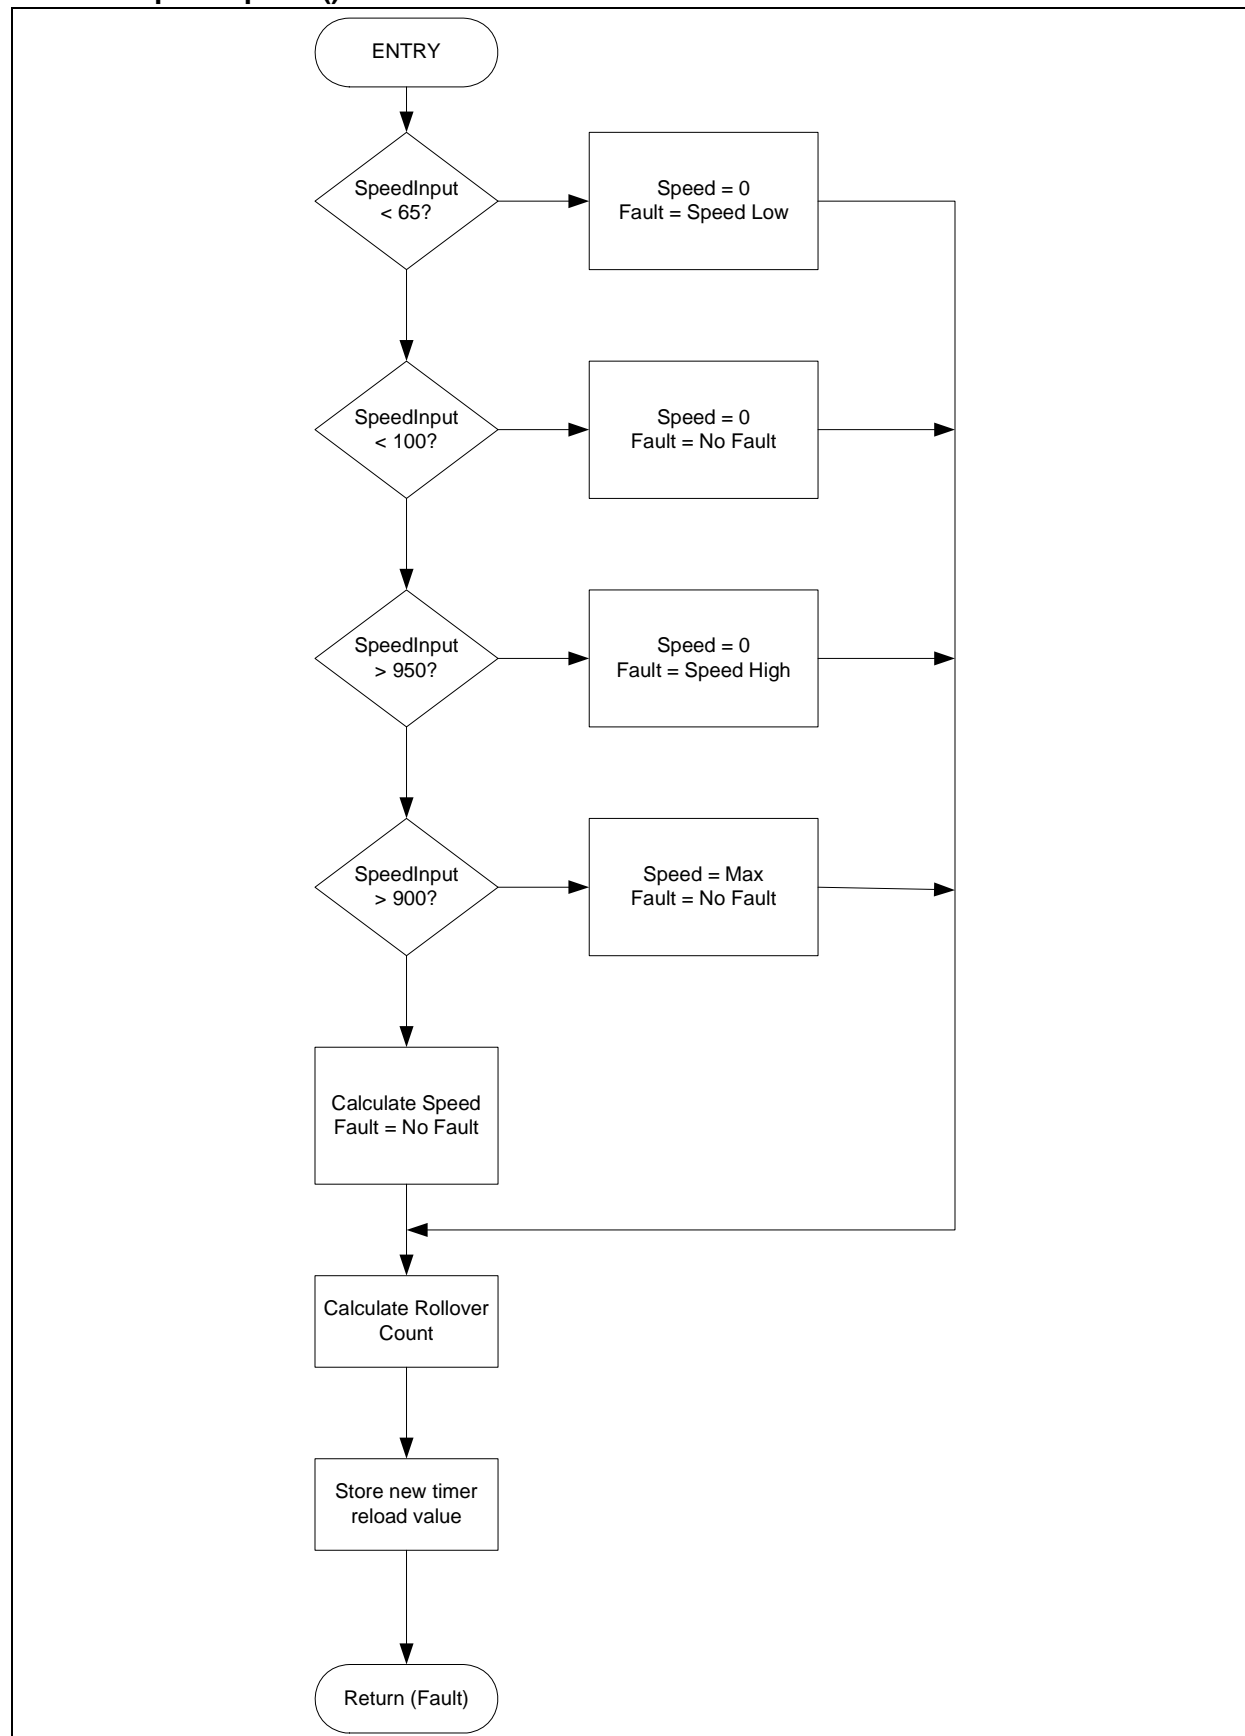 ENTRY
SpeedInput
< 65?
Speed = 0
Fault = Speed Low
SpeedInput
< 100?
Speed = 0
Fault = No Fault
SpeedInput
> 950?
Speed = 0
Fault = Speed High
SpeedInput
> 900?
Speed = Max
Fault = No Fault
Calculate Speed
Fault = No Fault
Calculate Rollover
Count
Store new timer
reload value
Return (Fault)